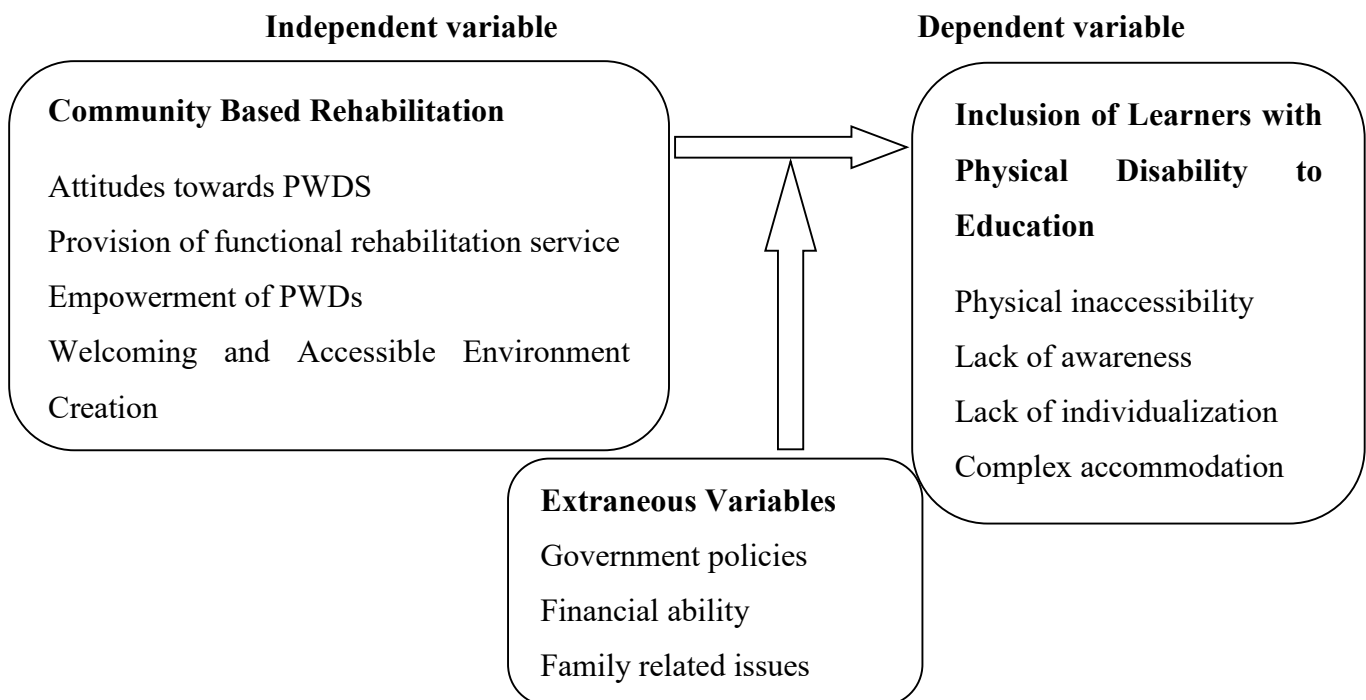 Independent variable
Dependent variable
Community Based Rehabilitation
Attitudes towards PWDS
Provision of functional rehabilitation service
Empowerment of PWDs
Welcoming and Accessible Environment
Creation
Inclusion of Learners with
Physical Disability to
Education
Physical inaccessibility
Lack of awareness
Lack of individualization
Complex accommodation
Extraneous Variables
Government policies
Financial ability
Family related issues